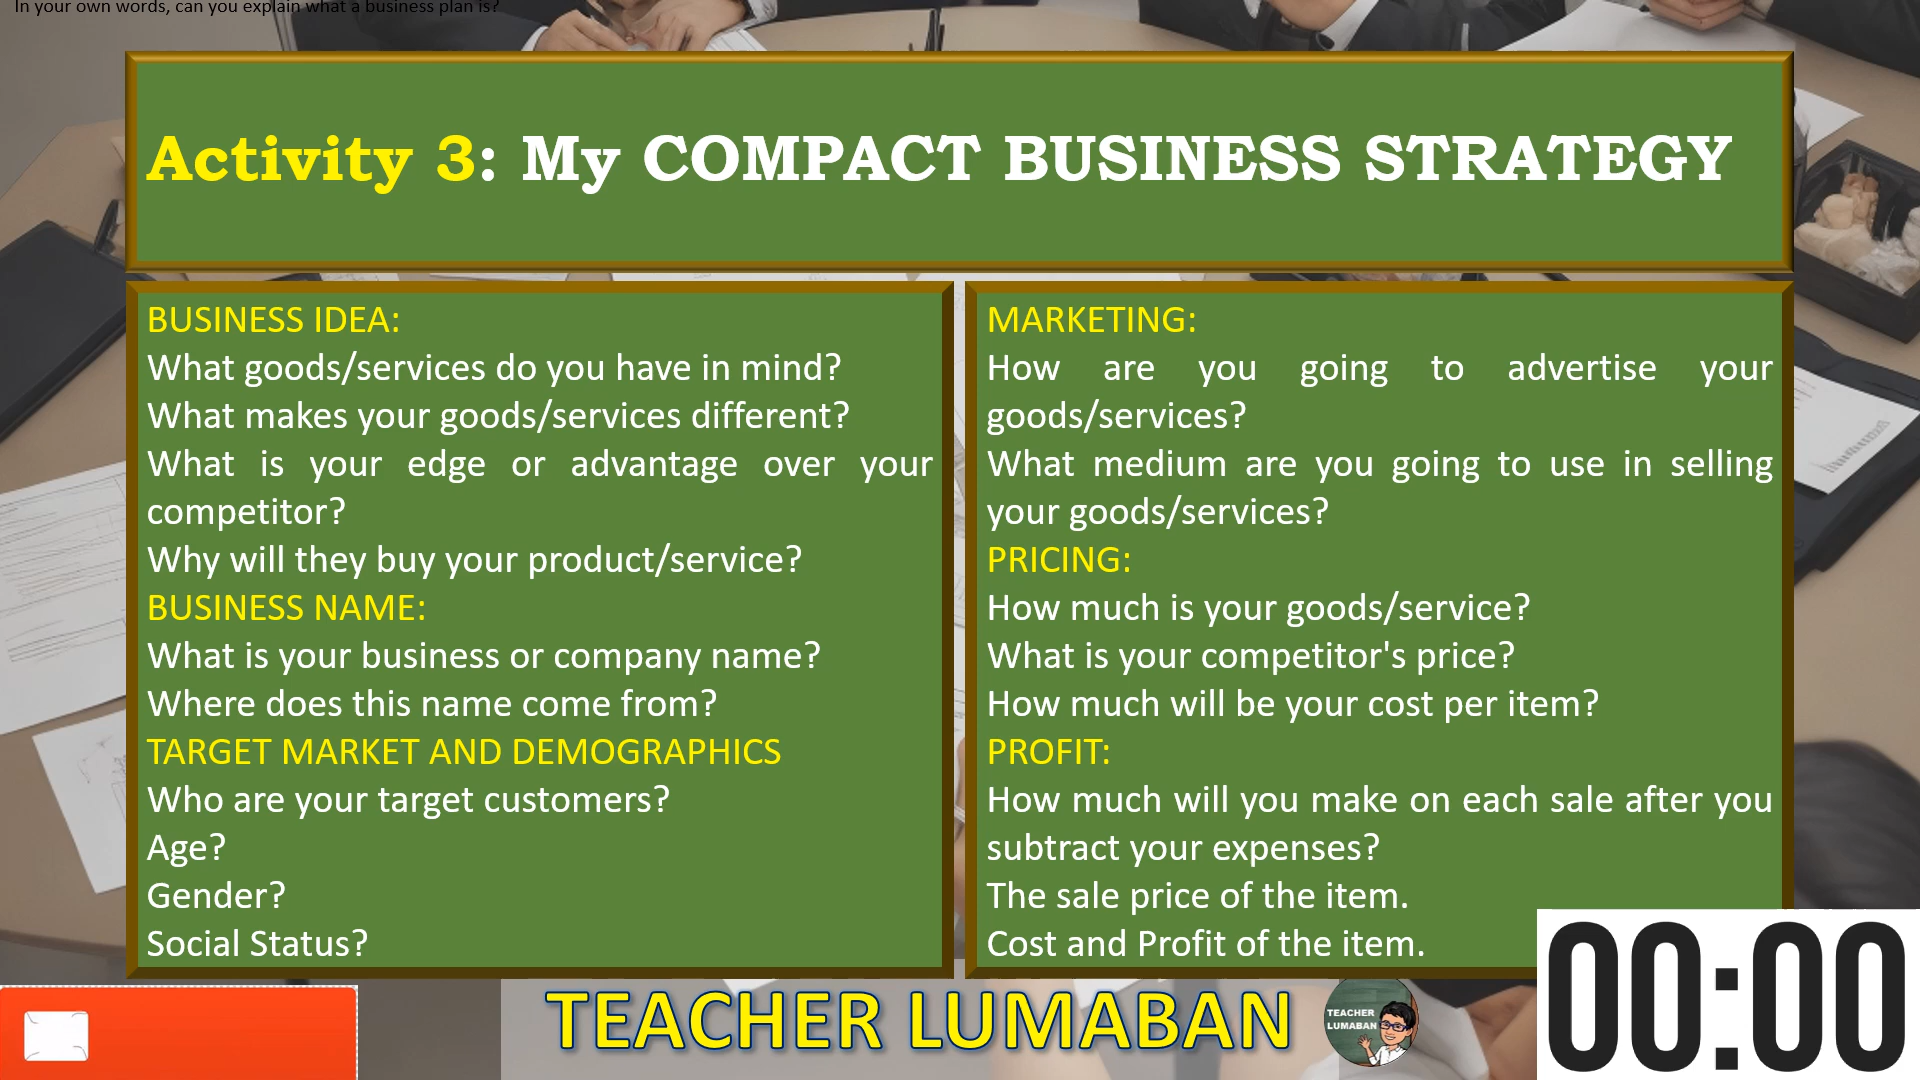 In your own words, can you explain what a business plan is?
Activity 3: My COMPACT BUSINESS STRATEGY
BUSINESS IDEA:
What goods/services do you have in mind?
What makes your goods/services different?
What is your edge or advantage over your
competitor?
Why will they buy your product/service?
BUSINESS NAME:
What is your business or company name?
Where does this name come from?
TARGET MARKET AND DEMOGRAPHICS
Who are your target customers?
Age?
Gender?
Social Status?
MARKETING:
How are you going to advertise your
goods/services?
What medium are you going to use in selling
your goods/services?
PRICING:
How much is your goods/service?
What is your competitor's price?
How much will be your cost per item?
PROFIT:
How much will you make on each sale after you
subtract your expenses?
The sale price of the item.
Cost and Profit of the item.
TEACHER LUMABAN
TEACHER
LUMABAN
00:00